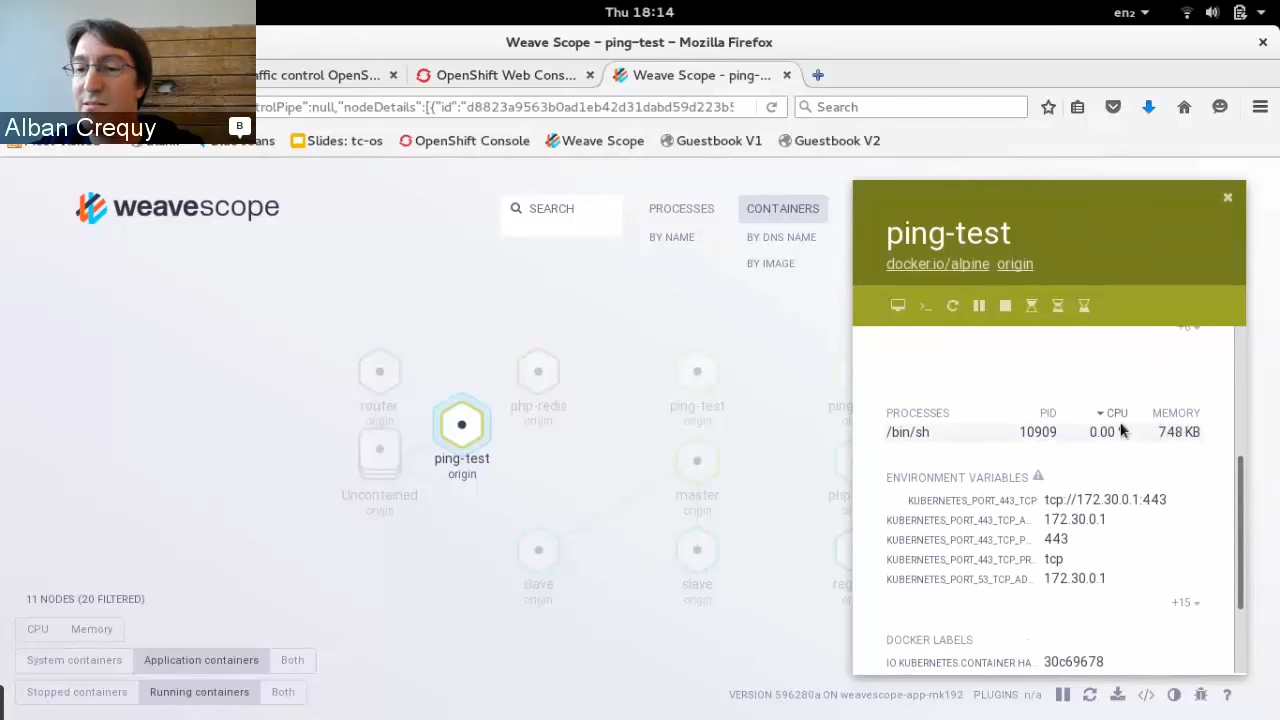 Thu 18:14
en2
Weave Scope – ping-test – Mozilla Firefox
affic control OpenS...
OpenShift Web Cons...
Weave Scope - ping-...
ontrolPipe":null,"nodeDetails":[{"id":"d8823a9563b0ad1eb42d31dabd59d223b5
Search
Alban Crequy
B
Slides: tc-os
OpenShift Console
Weave Scope
Guestbook V1
Guestbook V2
weavescope
SEARCH
PROCESSES
CONTAINERS
BY NAME
BY DNS NAME
BY IMAGE
ping-test
docker.io/alpine origin
>_
+6
router
origin
php-redis
origin
ping-test
origin
ping-test
origin
Uncontained
origin
master
origin
slave
origin
slave
origin
PROCESSES PID CPU MEMORY
/bin/sh 10909 0.00 748 KB
ENVIRONMENT VARIABLES
KUBERNETES_PORT_443_TCP tcp://172.30.0.1:443
KUBERNETES_PORT_443_TCP_A... 172.30.0.1
KUBERNETES_PORT_443_TCP_P... 443
KUBERNETES_PORT_443_TCP_PR... tcp
KUBERNETES_PORT_53_TCP_AD... 172.30.0.1
+15
DOCKER LABELS
IO.KUBERNETES.CONTAINER.HA... 30c69678
11 NODES (20 FILTERED)
CPU Memory
System containers Application containers Both
Stopped containers Running containers Both
VERSION 596280a ON weavescope-app-mk192 PLUGINS: n/a